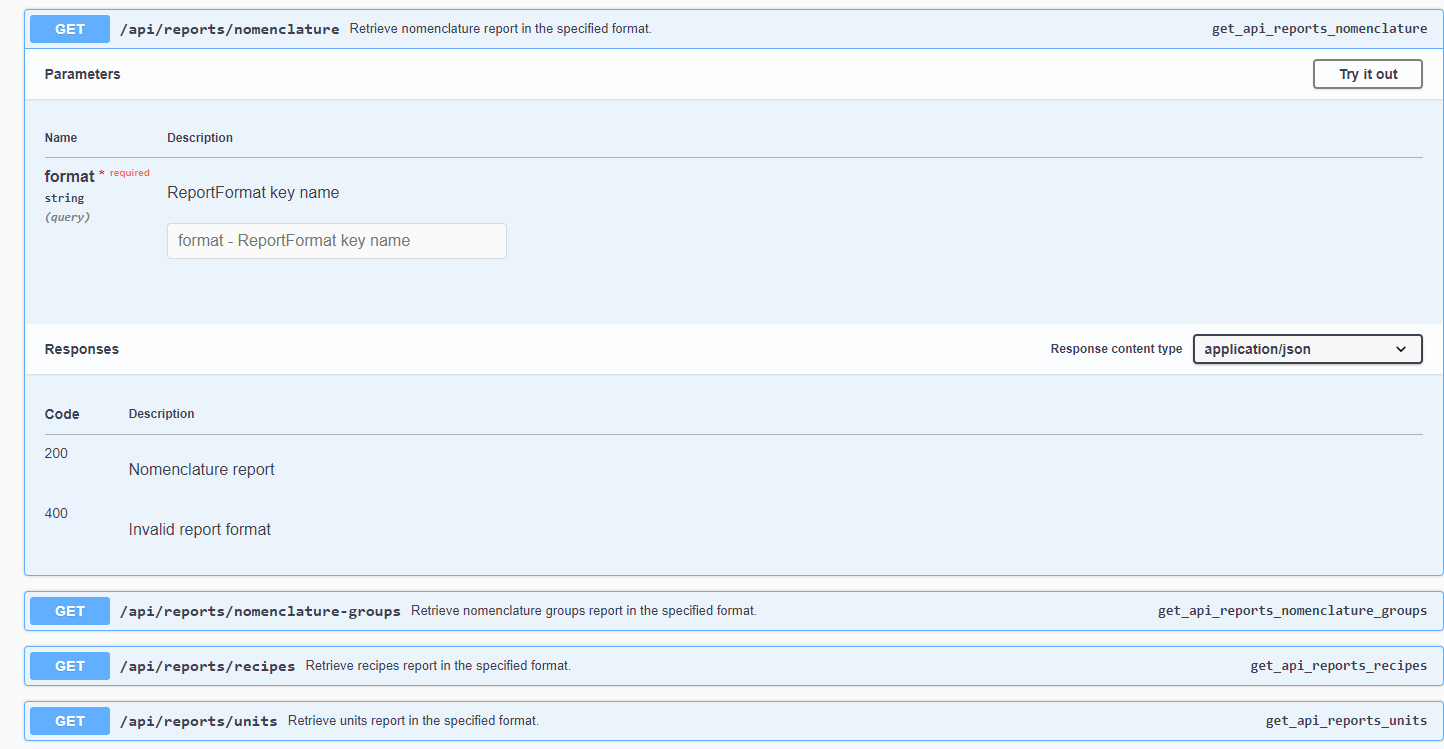 GET /api/reports/nomenclature Retrieve nomenclature report in the specified format. get_api_reports_nomenclature
Parameters Try it out
Name Description
format * required
string
(query)
ReportFormat key name
format - ReportFormat key name
Responses Response content type application/json
Code Description
200
Nomenclature report
400
Invalid report format
GET /api/reports/nomenclature-groups Retrieve nomenclature groups report in the specified format. get_api_reports_nomenclature_groups
GET /api/reports/recipes Retrieve recipes report in the specified format. get_api_reports_recipes
GET /api/reports/units Retrieve units report in the specified format. get_api_reports_units